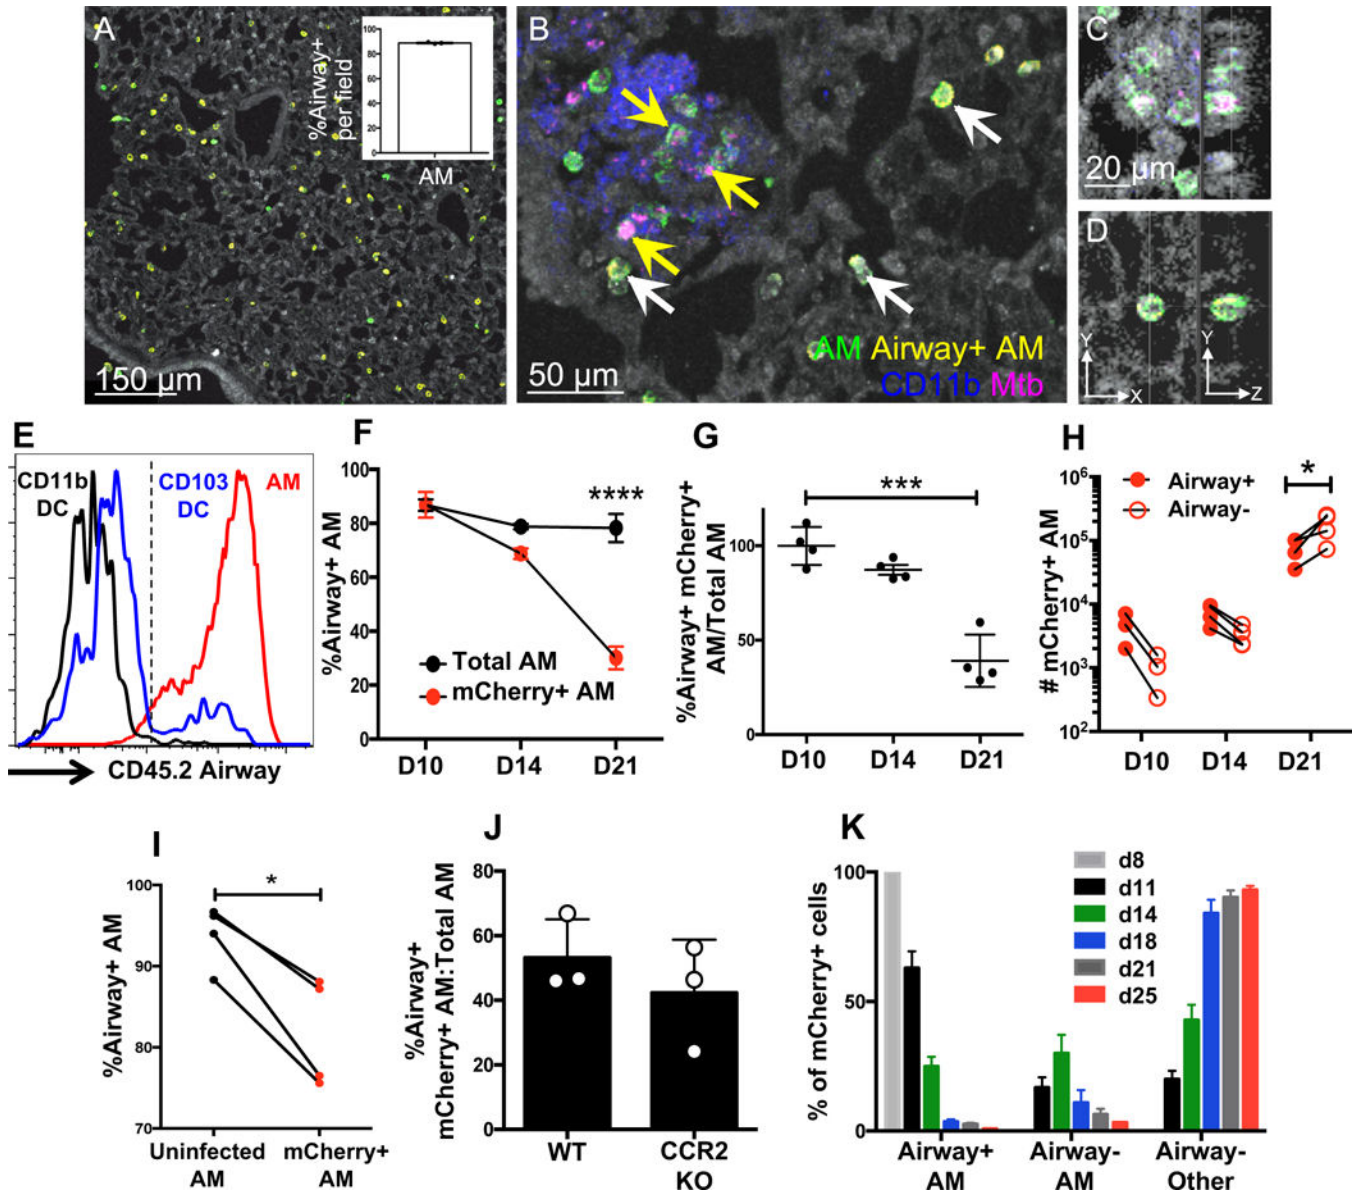 A
%Airway+
per field
100
80
60
40
20
0
AM
150 µm
B
50 µm
AM Airway+ AM
CD11b Mtb
C
20 µm
D
Y
X
Y
Z
E
CD11b
DC
CD103
DC
AM
CD45.2 Airway
F
%Airway+ AM
100
80
60
40
20
0
****
Total AM
mCherry+ AM
D10
D14
D21
G
%Airway+ mCherry+
AM/Total AM
100
50
0
***
D10
D14
D21
H
# mCherry+ AM
10⁶
10⁵
10⁴
10³
10²
Airway+
Airway-
*
D10
D14
D21
I
%Airway+ AM
100
90
80
70
*
Uninfected
AM
mCherry+
AM
J
%Airway+
mCherry+ AM:Total AM
80
60
40
20
0
WT
CCR2
KO
K
% of mCherry+ cells
100
50
0
d8
d11
d14
d18
d21
d25
Airway+
AM
Airway-
AM
Airway-
Other